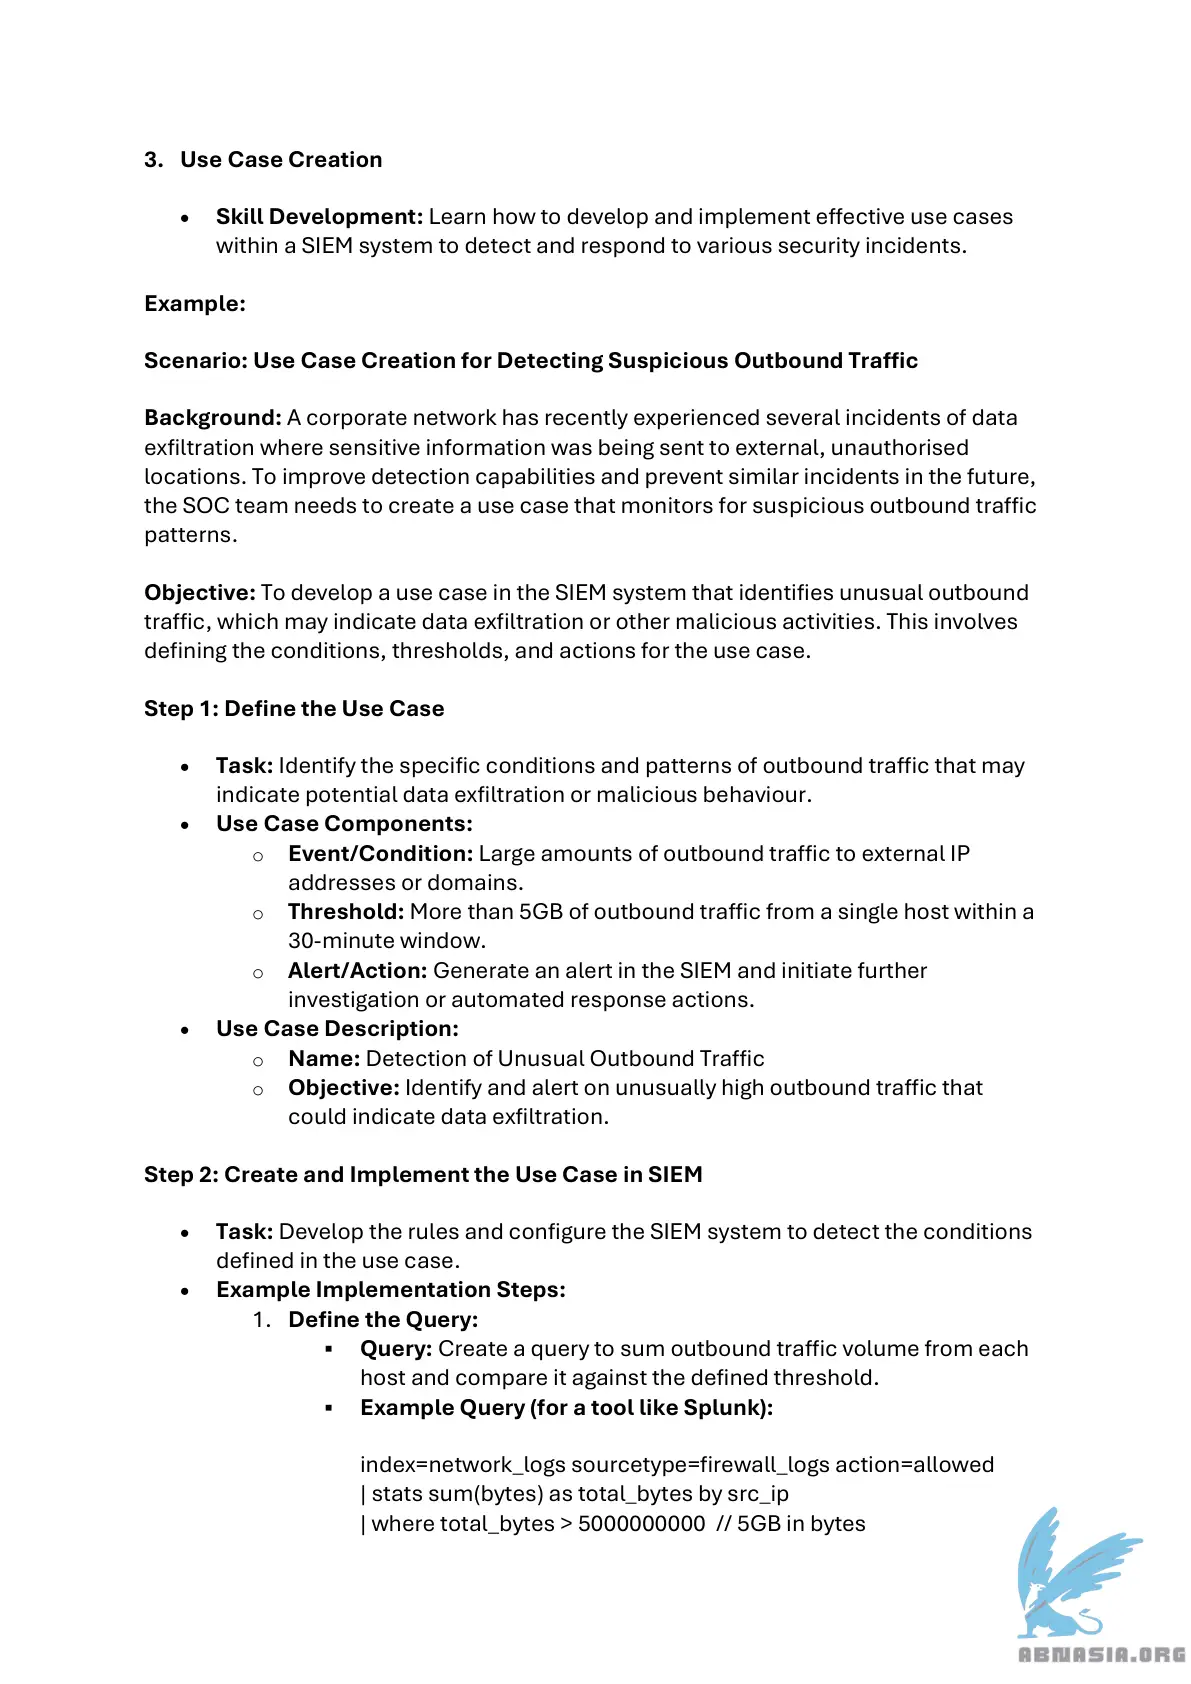 3. Use Case Creation
• Skill Development: Learn how to develop and implement effective use cases
within a SIEM system to detect and respond to various security incidents.
Example:
Scenario: Use Case Creation for Detecting Suspicious Outbound Traffic
Background: A corporate network has recently experienced several incidents of data
exfiltration where sensitive information was being sent to external, unauthorised
locations. To improve detection capabilities and prevent similar incidents in the future,
the SOC team needs to create a use case that monitors for suspicious outbound traffic
patterns.
Objective: To develop a use case in the SIEM system that identifies unusual outbound
traffic, which may indicate data exfiltration or other malicious activities. This involves
defining the conditions, thresholds, and actions for the use case.
Step 1: Define the Use Case
• Task: Identify the specific conditions and patterns of outbound traffic that may
indicate potential data exfiltration or malicious behaviour.
• Use Case Components:
o Event/Condition: Large amounts of outbound traffic to external IP
addresses or domains.
o Threshold: More than 5GB of outbound traffic from a single host within a
30-minute window.
o Alert/Action: Generate an alert in the SIEM and initiate further
investigation or automated response actions.
• Use Case Description:
o Name: Detection of Unusual Outbound Traffic
o Objective: Identify and alert on unusually high outbound traffic that
could indicate data exfiltration.
Step 2: Create and Implement the Use Case in SIEM
• Task: Develop the rules and configure the SIEM system to detect the conditions
defined in the use case.
• Example Implementation Steps:
1. Define the Query:
▪ Query: Create a query to sum outbound traffic volume from each
host and compare it against the defined threshold.
▪ Example Query (for a tool like Splunk):
index=network_logs sourcetype=firewall_logs action=allowed
| stats sum(bytes) as total_bytes by src_ip
| where total_bytes > 5000000000 // 5GB in bytes
ABNASIA.ORG